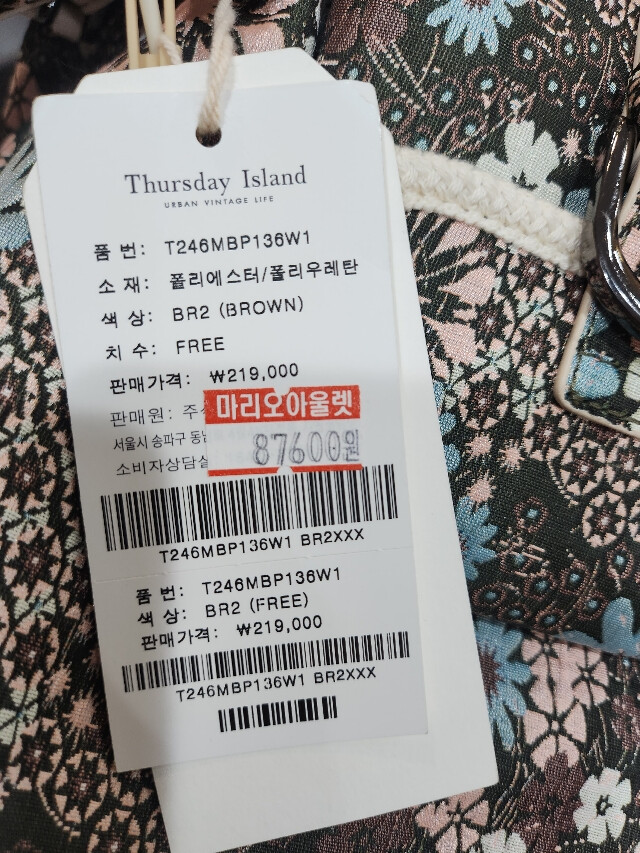 Thursday Island
URBAN VINTAGE LIFE
품 번: T246MBP136W1
소 재: 폴리에스터/폴리우레탄
색 상: BR2 (BROWN)
치 수: FREE
판매가격: ₩219,000
판매원: 주
마리오아울렛
서울시 송파구 동
87600원
소비자상담
T246MBP136W1 BR2XXX
품 번: T246MBP136W1
색 상: BR2 (FREE)
판매가격: ₩219,000
T246MBP136W1 BR2XXX